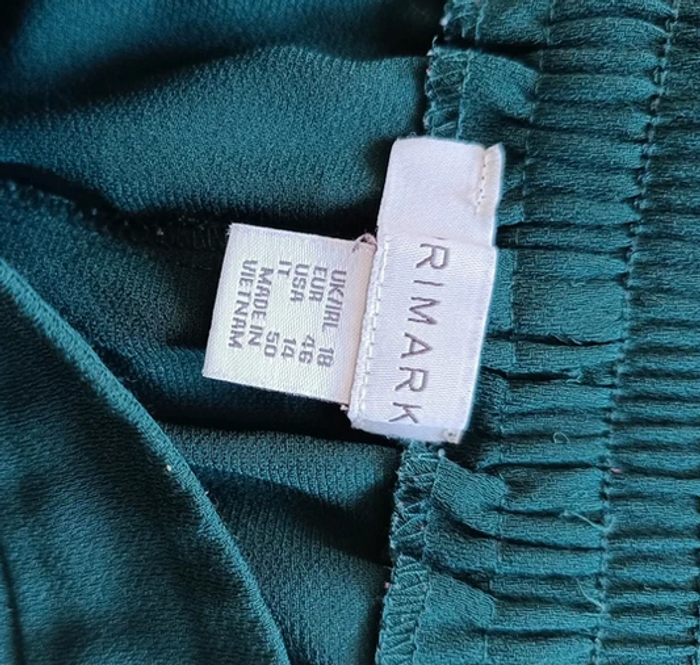 RIMARK
UK/IRL 18
EUR 46
USA 14
IT 50
MADE IN
VIETNAM